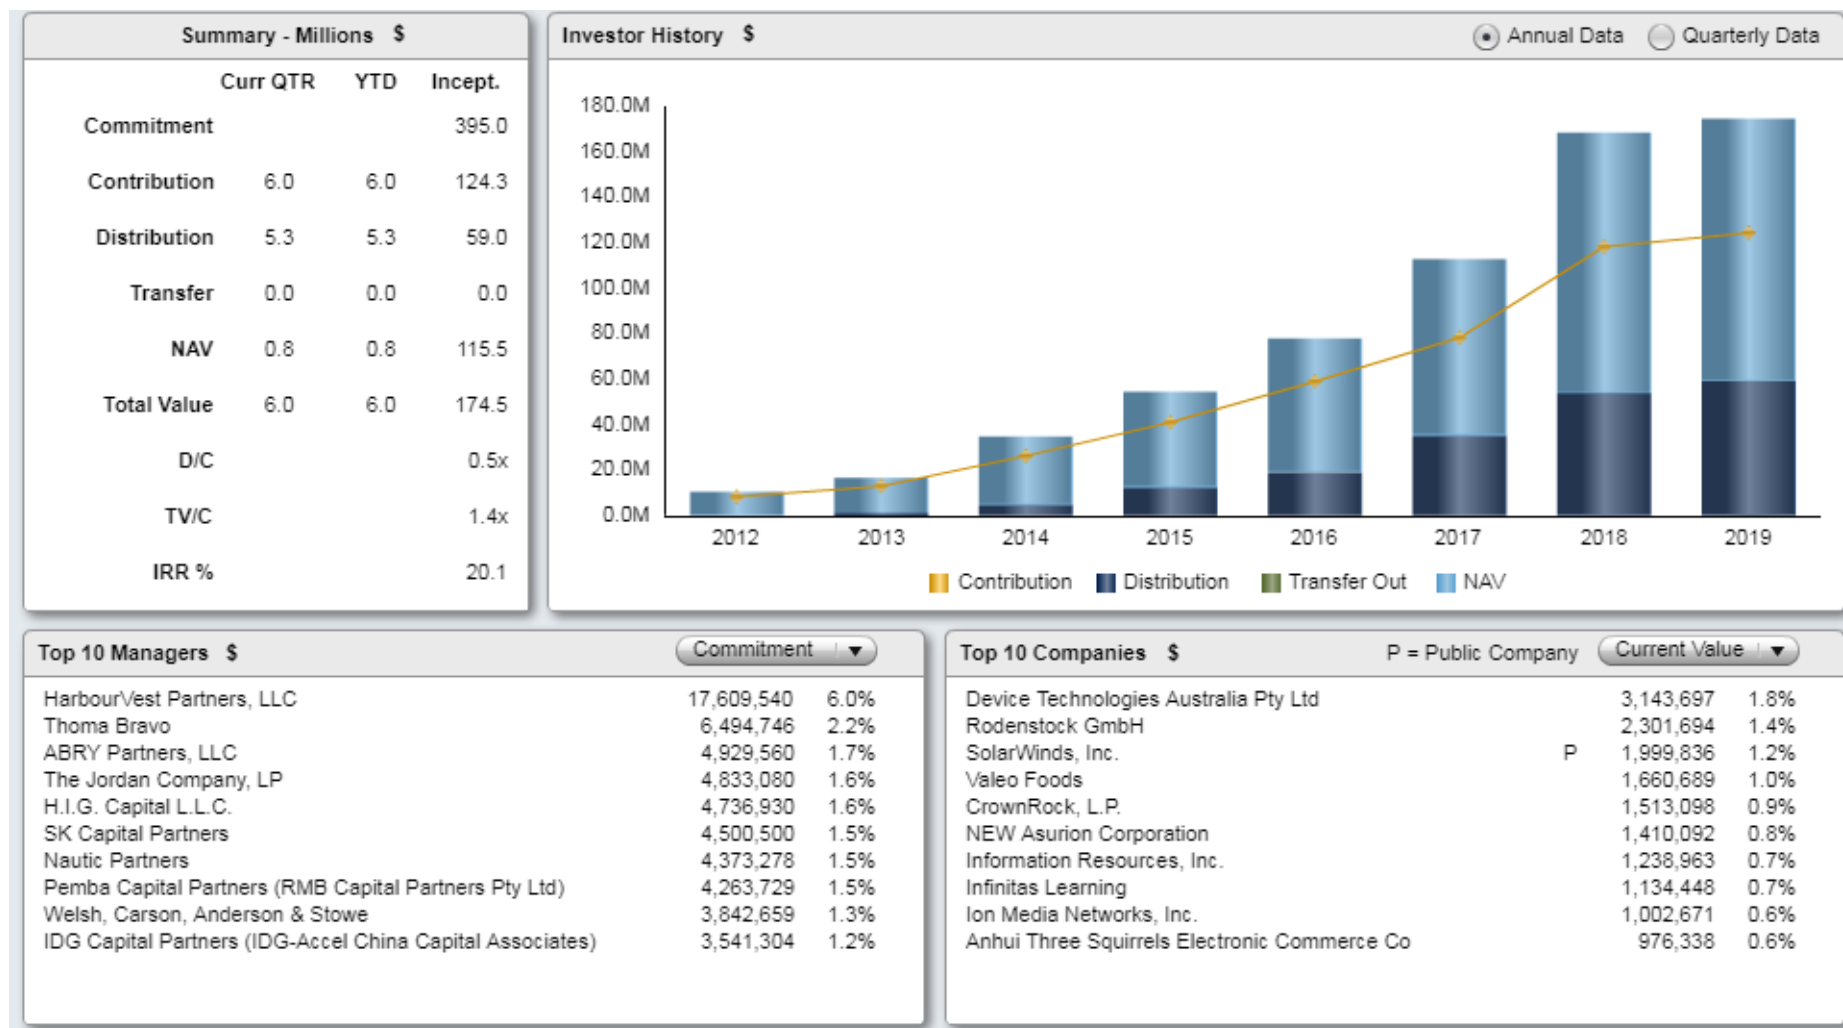 Summary - Millions $
Curr QTR YTD Incept.
Commitment 395.0
Contribution 6.0 6.0 124.3
Distribution 5.3 5.3 59.0
Transfer 0.0 0.0 0.0
NAV 0.8 0.8 115.5
Total Value 6.0 6.0 174.5
D/C 0.5x
TV/C 1.4x
IRR % 20.1
Investor History $ Annual Data Quarterly Data
180.0M
160.0M
140.0M
120.0M
100.0M
80.0M
60.0M
40.0M
20.0M
0.0M
2012 2013 2014 2015 2016 2017 2018 2019
Contribution Distribution Transfer Out NAV
Top 10 Managers $ Commitment
HarbourVest Partners, LLC 17,609,540 6.0%
Thoma Bravo 6,494,746 2.2%
ABRY Partners, LLC 4,929,560 1.7%
The Jordan Company, LP 4,833,080 1.6%
H.I.G. Capital L.L.C. 4,736,930 1.6%
SK Capital Partners 4,500,500 1.5%
Nautic Partners 4,373,278 1.5%
Pemba Capital Partners (RMB Capital Partners Pty Ltd) 4,263,729 1.5%
Welsh, Carson, Anderson & Stowe 3,842,659 1.3%
IDG Capital Partners (IDG-Accel China Capital Associates) 3,541,304 1.2%
Top 10 Companies $ P = Public Company Current Value
Device Technologies Australia Pty Ltd 3,143,697 1.8%
Rodenstock GmbH 2,301,694 1.4%
SolarWinds, Inc. P 1,999,836 1.2%
Valeo Foods 1,660,689 1.0%
CrownRock, L.P. 1,513,098 0.9%
NEW Asurion Corporation 1,410,092 0.8%
Information Resources, Inc. 1,238,963 0.7%
Infinitas Learning 1,134,448 0.7%
Ion Media Networks, Inc. 1,002,671 0.6%
Anhui Three Squirrels Electronic Commerce Co 976,338 0.6%